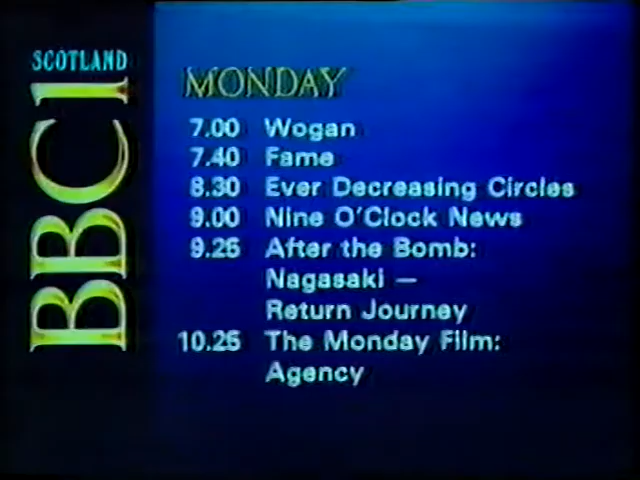 SCOTLAND
BBC1
MONDAY
7.00 Wogan
7.40 Fame
8.30 Ever Decreasing Circles
9.00 Nine O'Clock News
9.25 After the Bomb:
Nagasaki —
Return Journey
10.25 The Monday Film:
Agency